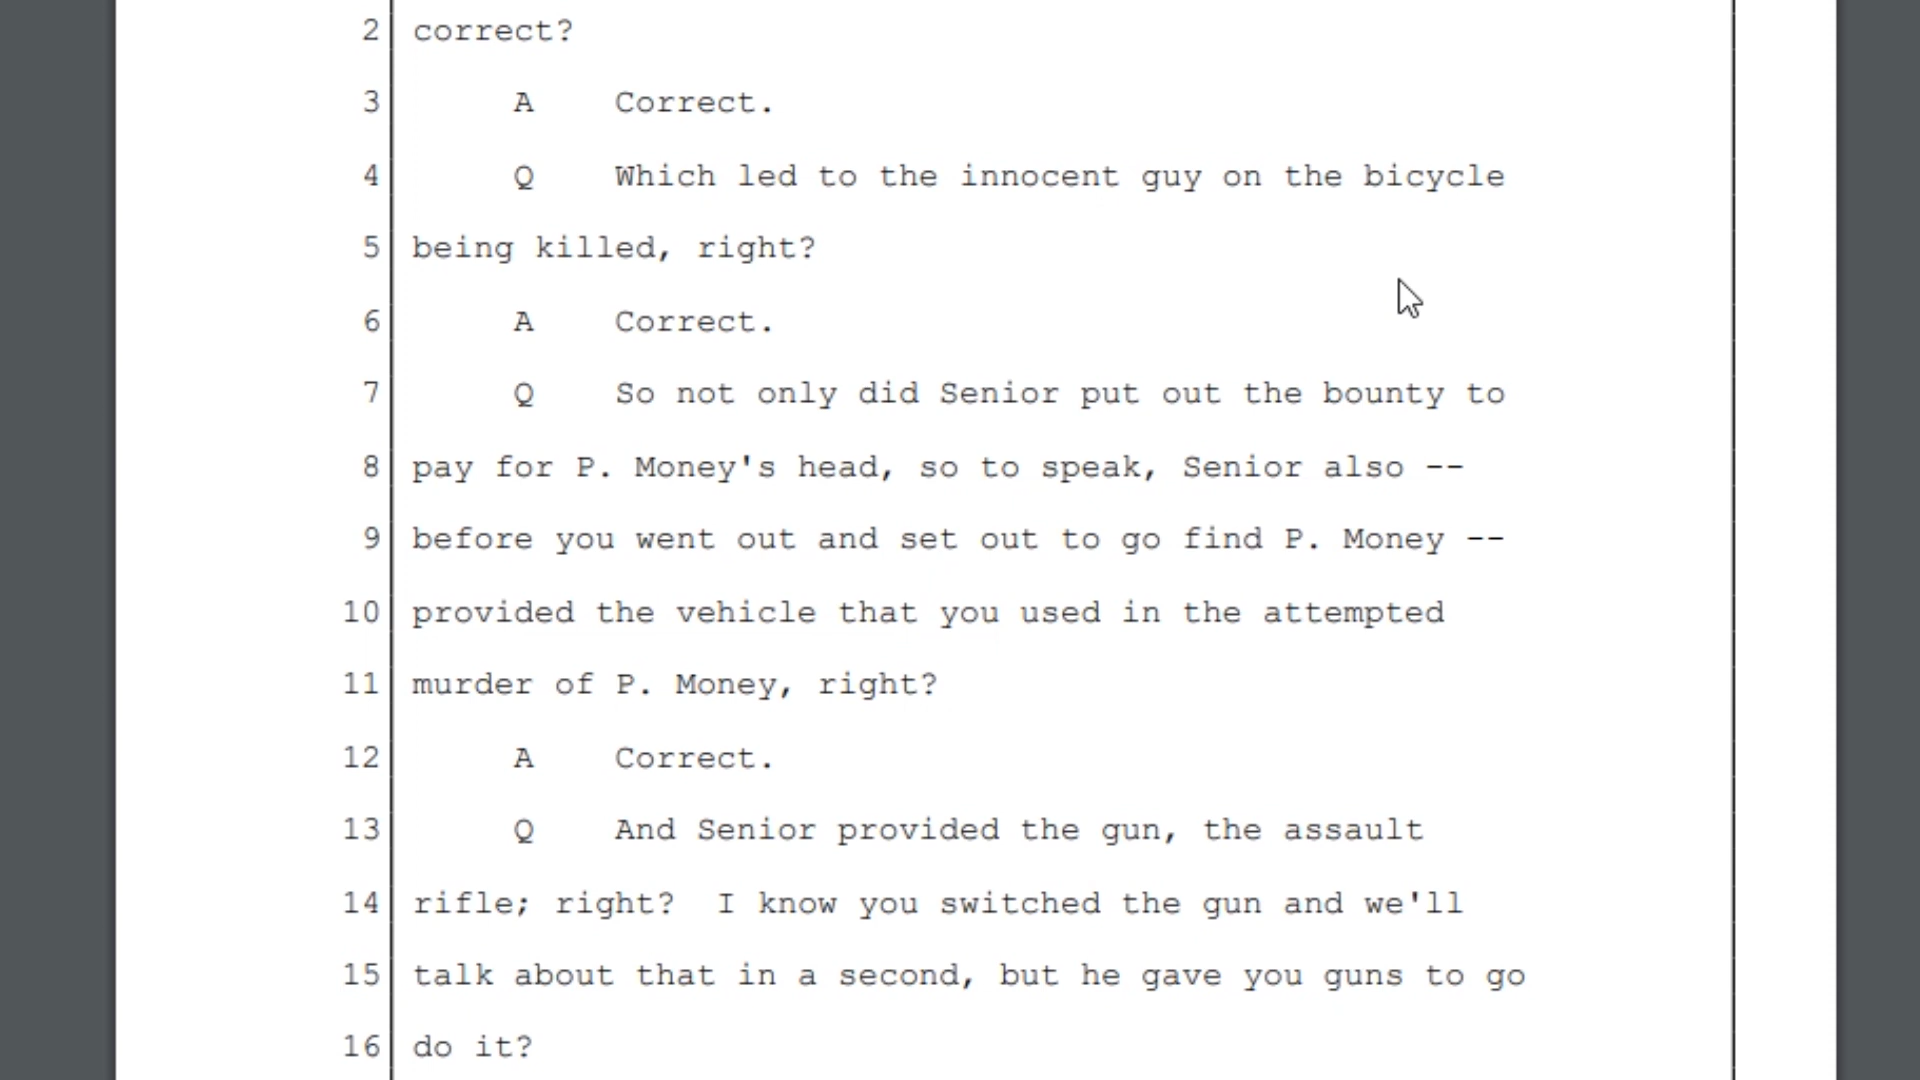 2 correct?
3 A Correct.
4 Q Which led to the innocent guy on the bicycle
5 being killed, right?
6 A Correct.
7 Q So not only did Senior put out the bounty to
8 pay for P. Money's head, so to speak, Senior also --
9 before you went out and set out to go find P. Money --
10 provided the vehicle that you used in the attempted
11 murder of P. Money, right?
12 A Correct.
13 Q And Senior provided the gun, the assault
14 rifle; right? I know you switched the gun and we'll
15 talk about that in a second, but he gave you guns to go
16 do it?